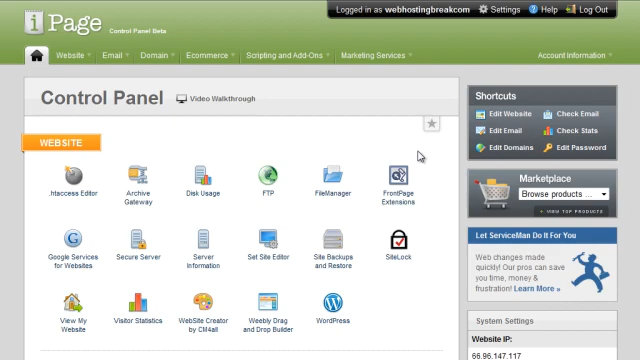 Logged in as webhostingbreakcom Settings Help Log Out
iPage Control Panel Beta
Website Email Domain Ecommerce Scripting and Add-Ons Marketing Services Account Information
Control Panel Video Walkthrough
WEBSITE
.htaccess Editor
Archive Gateway
Disk Usage
FTP
FileManager
FrontPage Extensions
Google Services for Websites
Secure Server
Server Information
Set Site Editor
Site Backups and Restore
SiteLock
View My Website
Visitor Statistics
WebSite Creator by CM4all
Weebly Drag and Drop Builder
WordPress
Shortcuts
Edit Website Check Email
Edit Email Check Stats
Edit Domains Edit Password
Marketplace
Browse products ...
VIEW TOP PRODUCTS
Let ServiceMan Do It For You
Web changes made
quickly! Our pros can save
you time, money &
frustration! Learn More »
System Settings
Website IP:
66.96.147.117